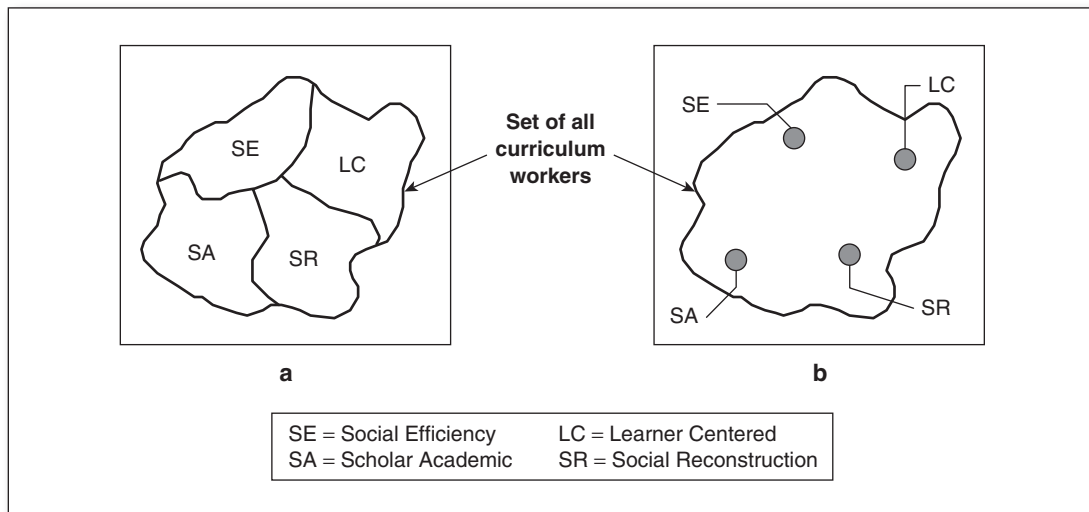 SE
LC
SA
SR
a
Set of all
curriculum
workers
SE
LC
SA
SR
b
SE = Social Efficiency LC = Learner Centered
SA = Scholar Academic SR = Social Reconstruction